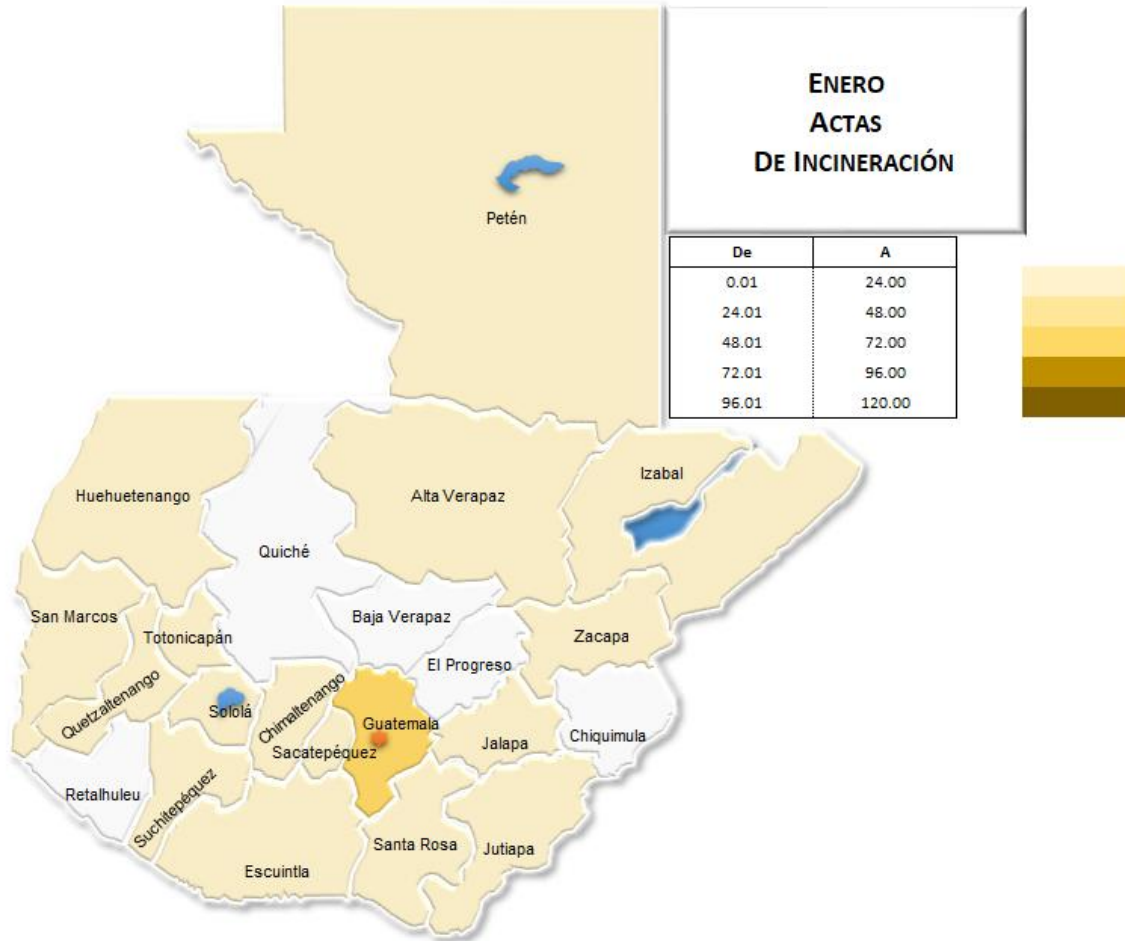 ENERO
ACTAS
DE INCINERACIÓN
De A
0.01 24.00
24.01 48.00
48.01 72.00
72.01 96.00
96.01 120.00
Petén
Izabal
Huehuetenango
Alta Verapaz
Quiché
San Marcos
Baja Verapaz
Totonicapán
Zacapa
El Progreso
Quetzaltenango
Sololá
Chimaltenango
Guatemala
Sacatepéquez
Jalapa
Chiquimula
Retalhuleu
Suchitepéquez
Santa Rosa
Jutiapa
Escuintla